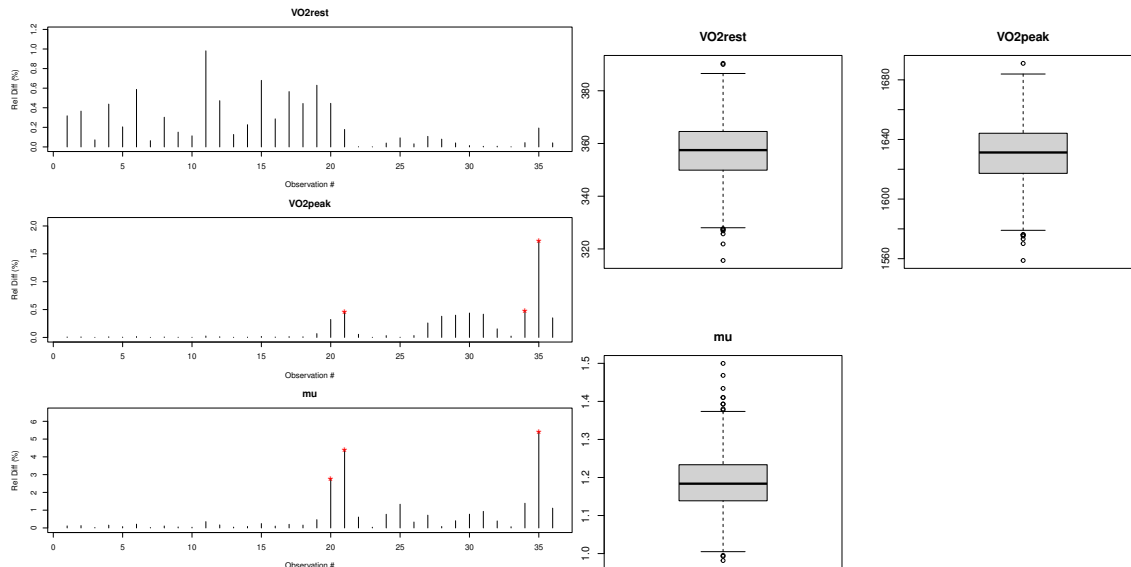 VO2rest
Rel Diff (%)
0.0 0.2 0.4 0.6 0.8 1.0 1.2
0 5 10 15 20 25 30 35
Observation #
VO2peak
Rel Diff (%)
0.0 0.5 1.0 1.5 2.0
0 5 10 15 20 25 30 35
Observation #
mu
Rel Diff (%)
0 1 2 3 4 5 6
0 5 10 15 20 25 30 35
Observation #
VO2rest
320 340 360 380
VO2peak
1560 1600 1640 1680
mu
1.0 1.1 1.2 1.3 1.4 1.5